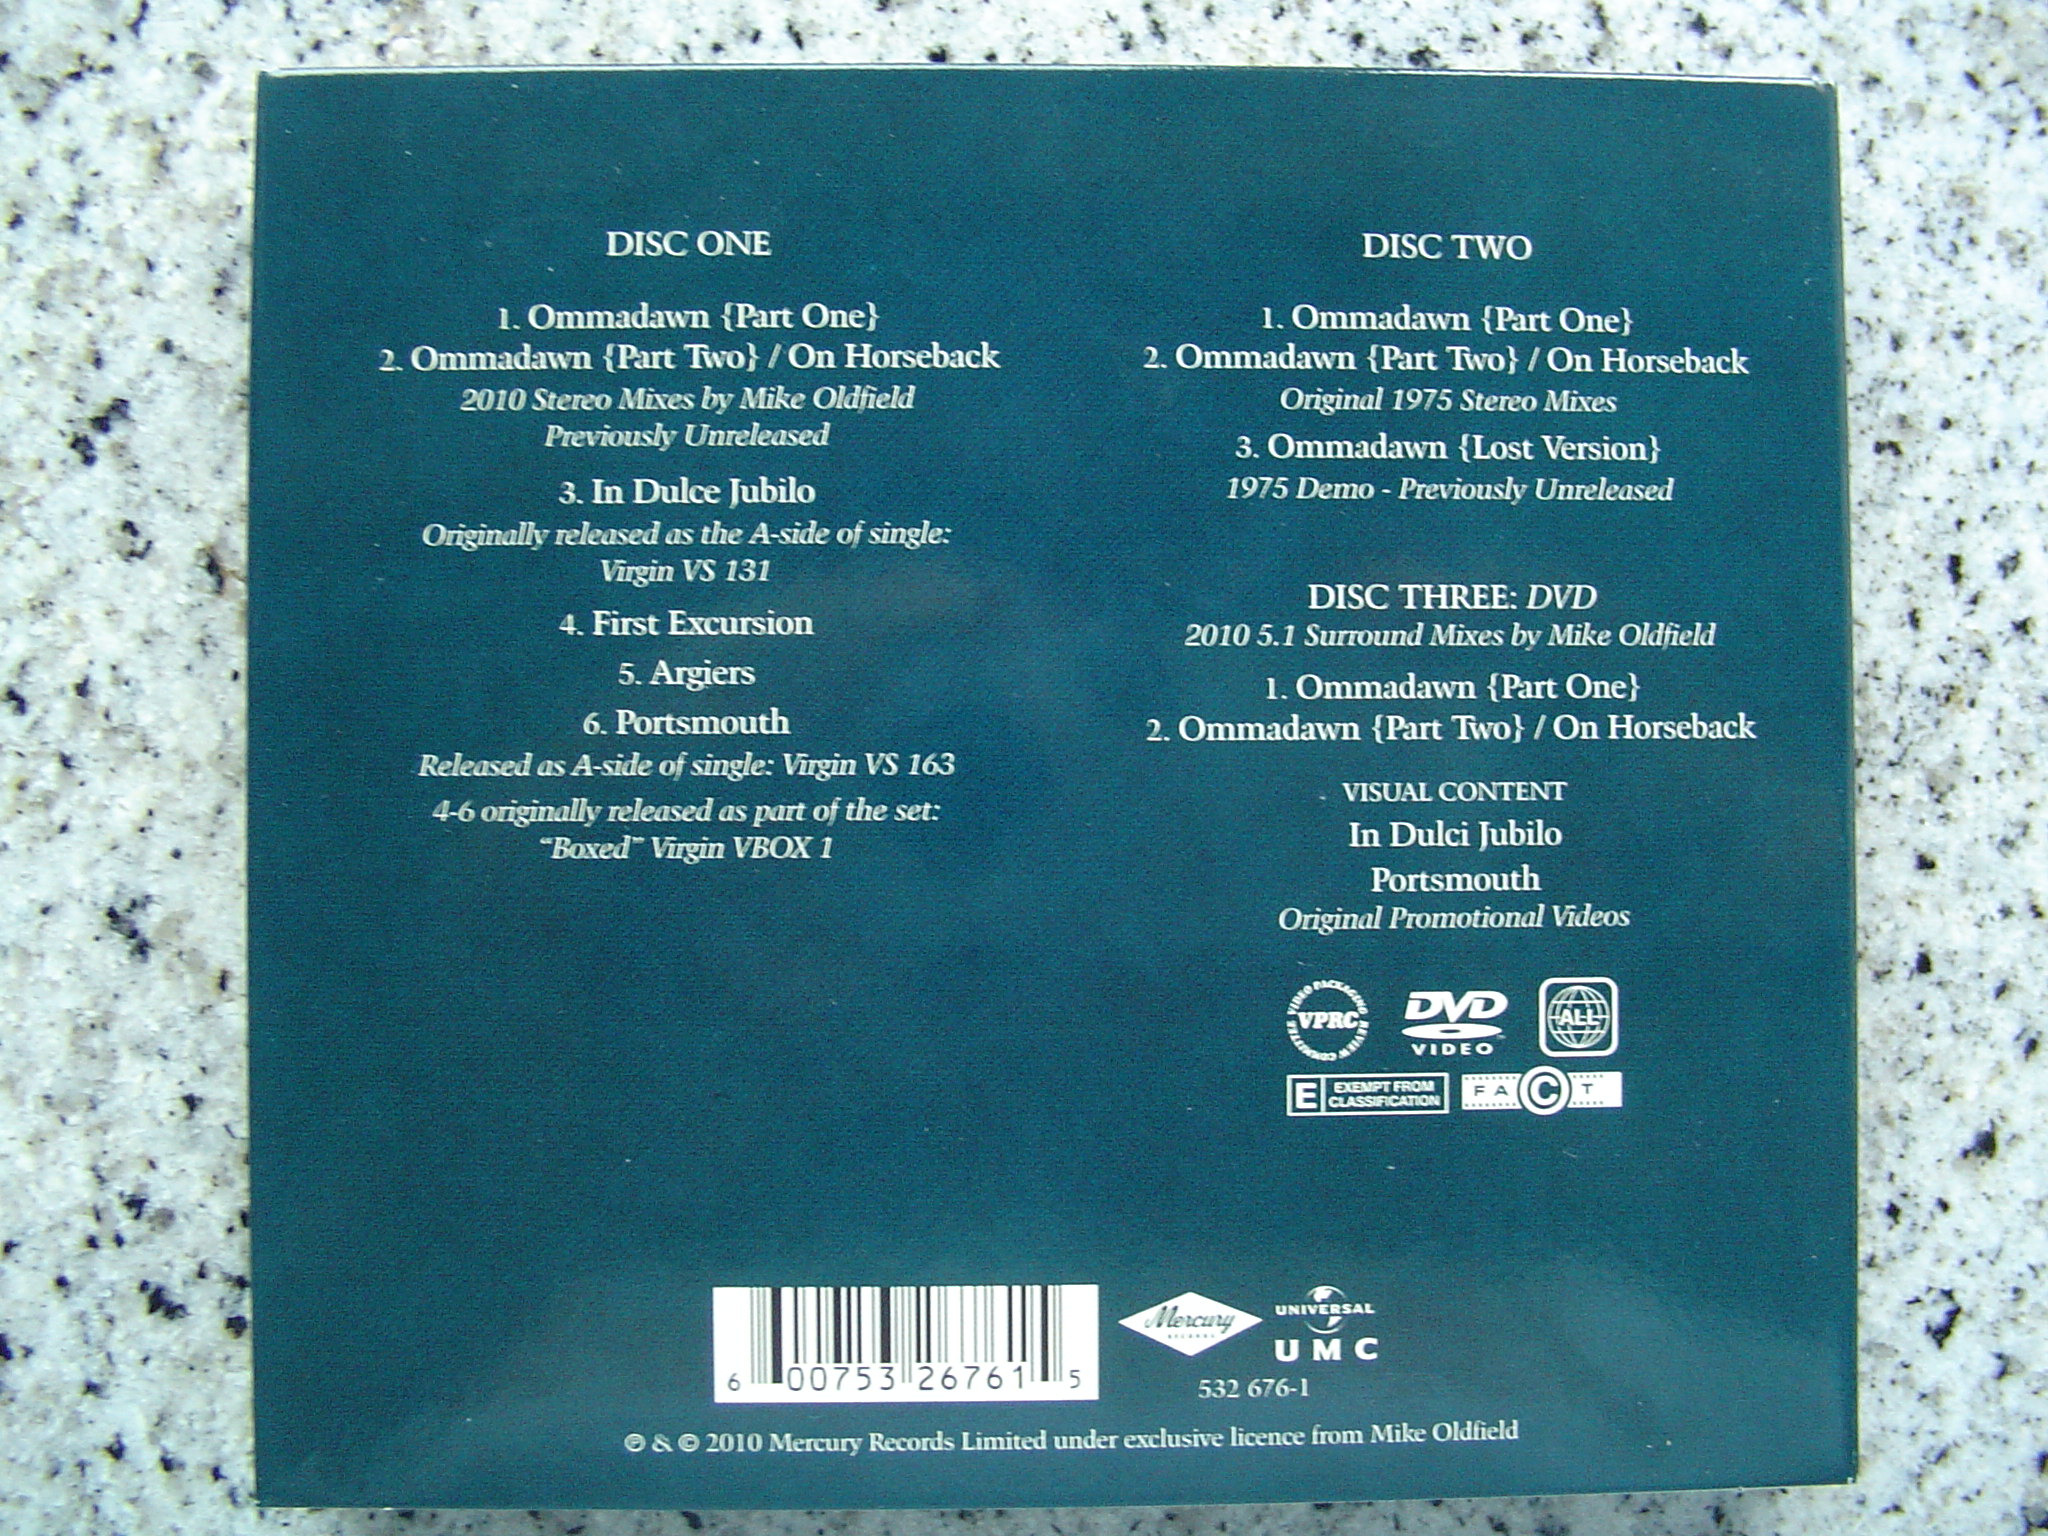 DISC ONE
1. Ommadawn {Part One}
2. Ommadawn {Part Two} / On Horseback
2010 Stereo Mixes by Mike Oldfield
Previously Unreleased
3. In Dulce Jubilo
Originally released as the A-side of single:
Virgin VS 131
4. First Excursion
5. Argiers
6. Portsmouth
Released as A-side of single: Virgin VS 163
4-6 originally released as part of the set:
“Boxed” Virgin VBOX 1
DISC TWO
1. Ommadawn {Part One}
2. Ommadawn {Part Two} / On Horseback
Original 1975 Stereo Mixes
3. Ommadawn {Lost Version}
1975 Demo - Previously Unreleased
DISC THREE: DVD
2010 5.1 Surround Mixes by Mike Oldfield
1. Ommadawn {Part One}
2. Ommadawn {Part Two} / On Horseback
VISUAL CONTENT
In Dulci Jubilo
Portsmouth
Original Promotional Videos
VIDEO PACKAGING REVIEW COMMITTEE
VPRC
DVD
VIDEO
ALL
E EXEMPT FROM
CLASSIFICATION
FACT
6 00753 26761 5
Mercury
RECORDS
UNIVERSAL
UMC
532 676-1
℗ & © 2010 Mercury Records Limited under exclusive licence from Mike Oldfield